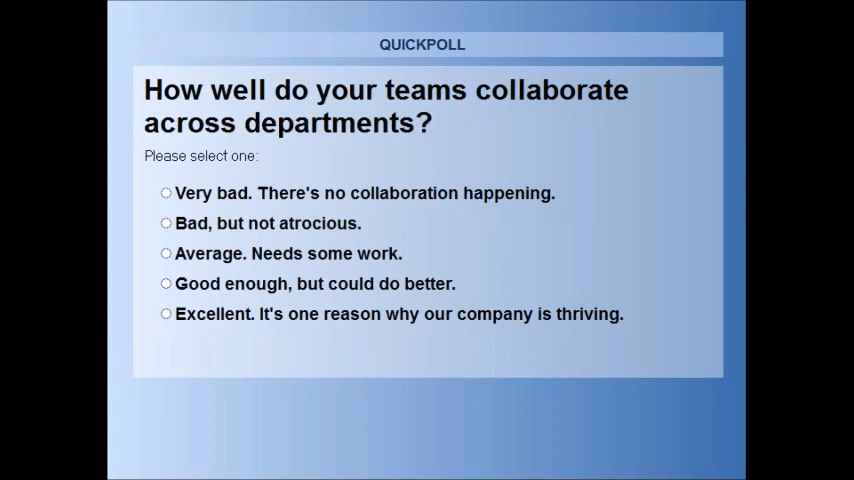 QUICKPOLL
How well do your teams collaborate
across departments?
Please select one:
Very bad. There's no collaboration happening.
Bad, but not atrocious.
Average. Needs some work.
Good enough, but could do better.
Excellent. It's one reason why our company is thriving.